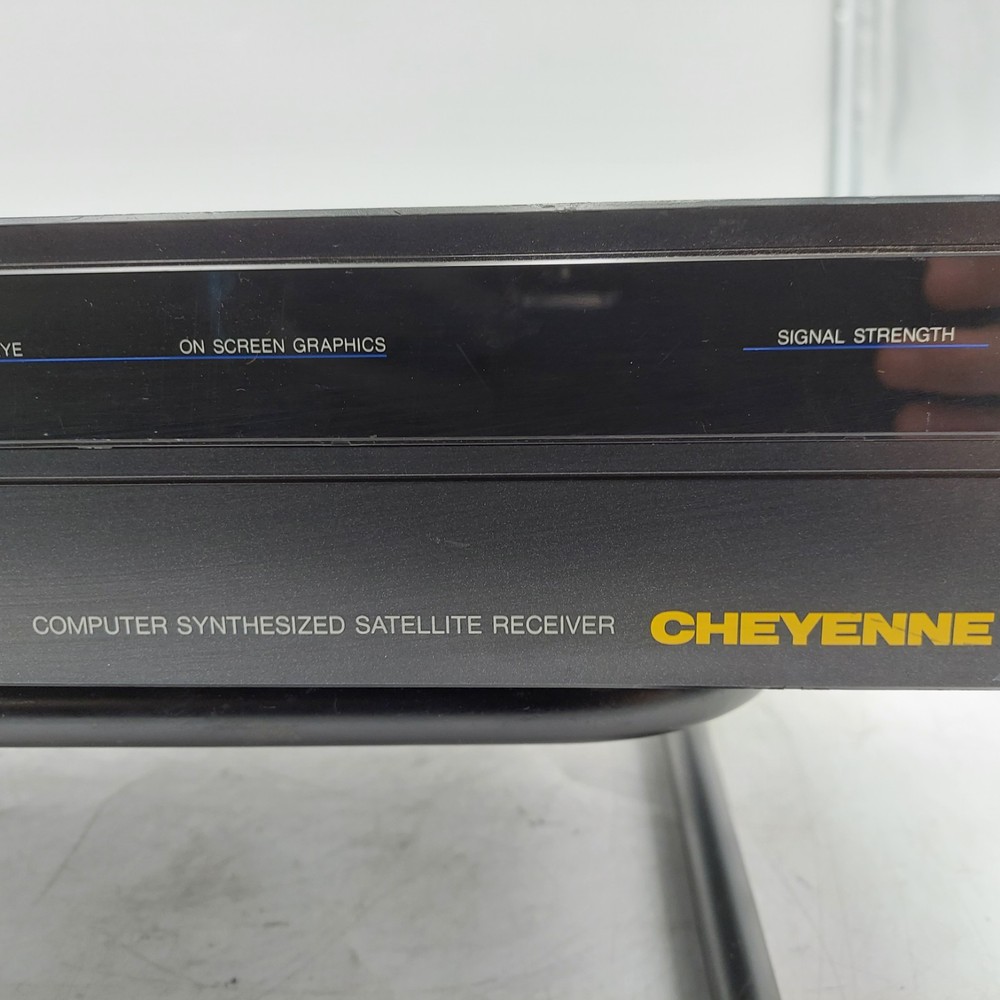 YE ON SCREEN GRAPHICS SIGNAL STRENGTH
COMPUTER SYNTHESIZED SATELLITE RECEIVER CHEYENNE